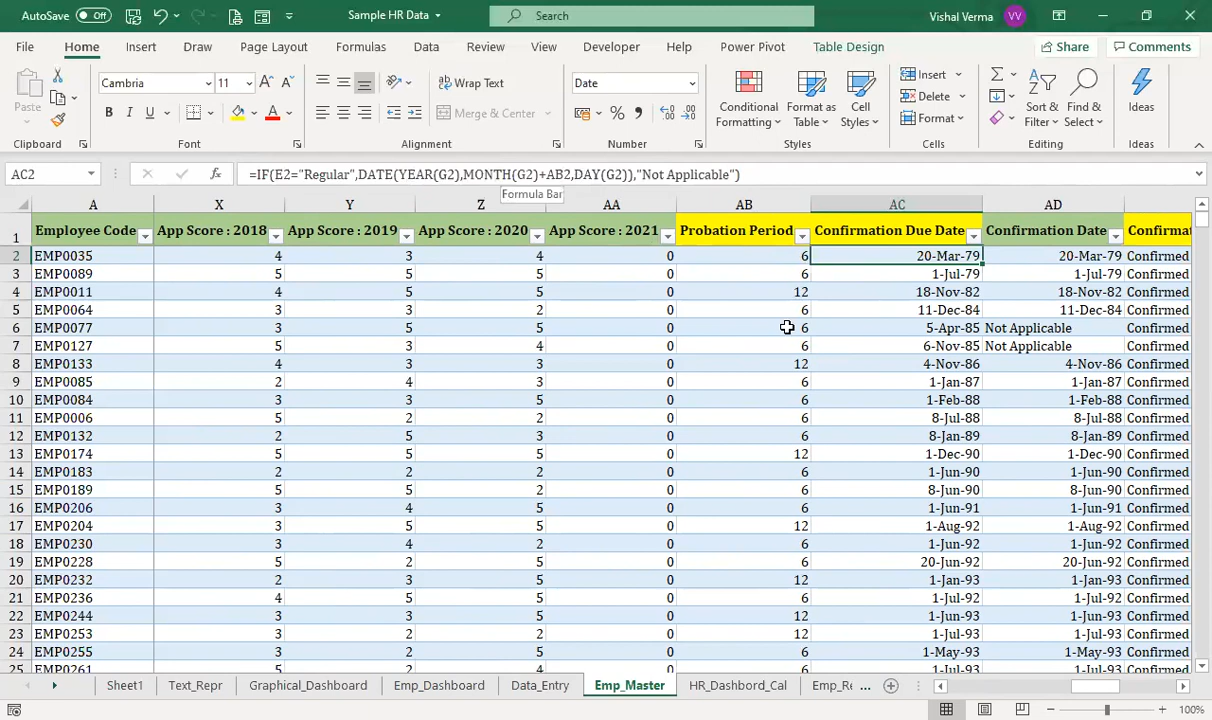 AutoSave Off Sample HR Data Search Vishal Verma VV
File Home Insert Draw Page Layout Formulas Data Review View Developer Help Power Pivot Table Design Share Comments
Paste Cambria 11 A A Wrap Text Date Conditional Formatting Format as Table Cell Styles Insert Delete Format Sort & Filter Find & Select Ideas
B I U A Merge & Center % ,
Clipboard Font Alignment Number Styles Cells Editing Ideas
AC2 fx =IF(E2="Regular",DATE(YEAR(G2),MONTH(G2)+AB2,DAY(G2)),"Not Applicable")
Formula Bar
A X Y Z AA AB AC AD
1 Employee Code App Score : 2018 App Score : 2019 App Score : 2020 App Score : 2021 Probation Period Confirmation Due Date Confirmation Date Confirmat
2 EMP0035 4 3 4 0 6 20-Mar-79 20-Mar-79 Confirmed
3 EMP0089 4 5 5 0 6 1-Jul-79 1-Jul-79 Confirmed
4 EMP0011 4 5 5 0 12 18-Nov-82 18-Nov-82 Confirmed
5 EMP0064 3 3 2 0 6 11-Dec-84 11-Dec-84 Confirmed
6 EMP0077 3 5 5 0 6 5-Apr-85 Not Applicable Confirmed
7 EMP0127 5 3 4 0 6 6-Nov-85 Not Applicable Confirmed
8 EMP0133 4 3 3 0 12 4-Nov-86 4-Nov-86 Confirmed
9 EMP0085 2 4 3 0 6 1-Jan-87 1-Jan-87 Confirmed
10 EMP0084 3 3 5 0 6 1-Feb-88 1-Feb-88 Confirmed
11 EMP0006 5 2 2 0 6 8-Jul-88 8-Jul-88 Confirmed
12 EMP0132 2 5 3 0 6 8-Jan-89 8-Jan-89 Confirmed
13 EMP0174 5 5 5 0 12 1-Dec-90 1-Dec-90 Confirmed
14 EMP0183 2 2 2 0 6 1-Jun-90 1-Jun-90 Confirmed
15 EMP0189 5 5 2 0 6 8-Jun-90 8-Jun-90 Confirmed
16 EMP0206 3 4 5 0 6 1-Jun-91 1-Jun-91 Confirmed
17 EMP0204 3 5 5 0 12 1-Aug-92 1-Aug-92 Confirmed
18 EMP0230 3 4 2 0 6 1-Jun-92 1-Jun-92 Confirmed
19 EMP0228 5 2 5 0 6 20-Jun-92 20-Jun-92 Confirmed
20 EMP0232 2 3 5 0 12 1-Jan-93 1-Jan-93 Confirmed
21 EMP0236 4 5 5 0 6 1-Jul-92 1-Jul-92 Confirmed
22 EMP0244 3 3 5 0 12 1-Jun-93 1-Jun-93 Confirmed
23 EMP0253 3 2 2 0 12 1-Jul-93 1-Jul-93 Confirmed
24 EMP0255 3 2 5 0 6 1-May-93 1-May-93 Confirmed
25 EMP0261 5 2 4 0 6 1-Jul-93 1-Jul-93 Confirmed
Sheet1 Text_Repr Graphical_Dashboard Emp_Dashboard Data_Entry Emp_Master HR_Dashbord_Cal Emp_Re ...
100%